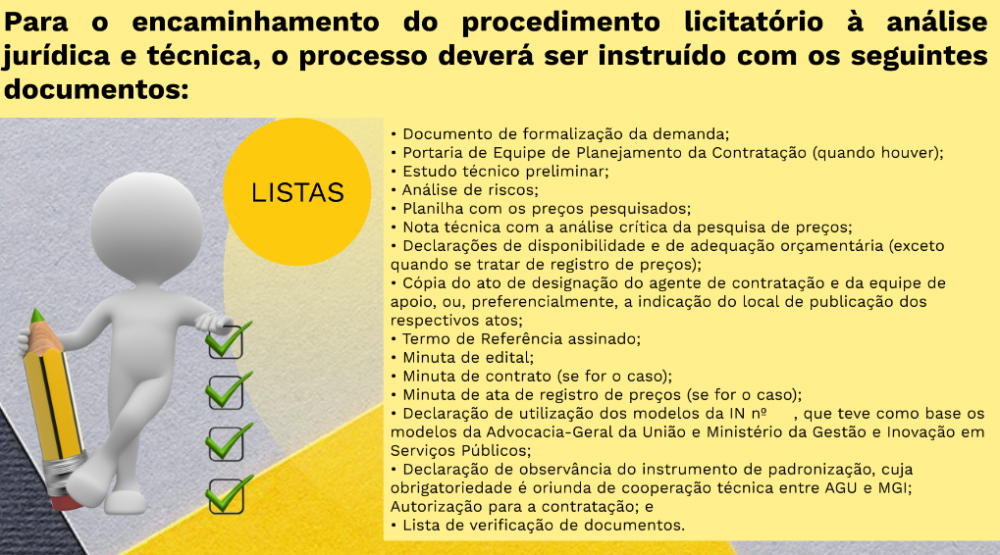 Para o encaminhamento do procedimento licitatório à análise
jurídica e técnica, o processo deverá ser instruído com os seguintes
documentos:
LISTAS
• Documento de formalização da demanda;
• Portaria de Equipe de Planejamento da Contratação (quando houver);
• Estudo técnico preliminar;
• Análise de riscos;
• Planilha com os preços pesquisados;
• Nota técnica com a análise crítica da pesquisa de preços;
• Declarações de disponibilidade e de adequação orçamentária (exceto
quando se tratar de registro de preços);
• Cópia do ato de designação do agente de contratação e da equipe de
apoio, ou, preferencialmente, a indicação do local de publicação dos
respectivos atos;
• Termo de Referência assinado;
• Minuta de edital;
• Minuta de contrato (se for o caso);
• Minuta de ata de registro de preços (se for o caso);
• Declaração de utilização dos modelos da IN nº     , que teve como base os
modelos da Advocacia-Geral da União e Ministério da Gestão e Inovação em
Serviços Públicos;
• Declaração de observância do instrumento de padronização, cuja
obrigatoriedade é oriunda de cooperação técnica entre AGU e MGI;
Autorização para a contratação; e
• Lista de verificação de documentos.